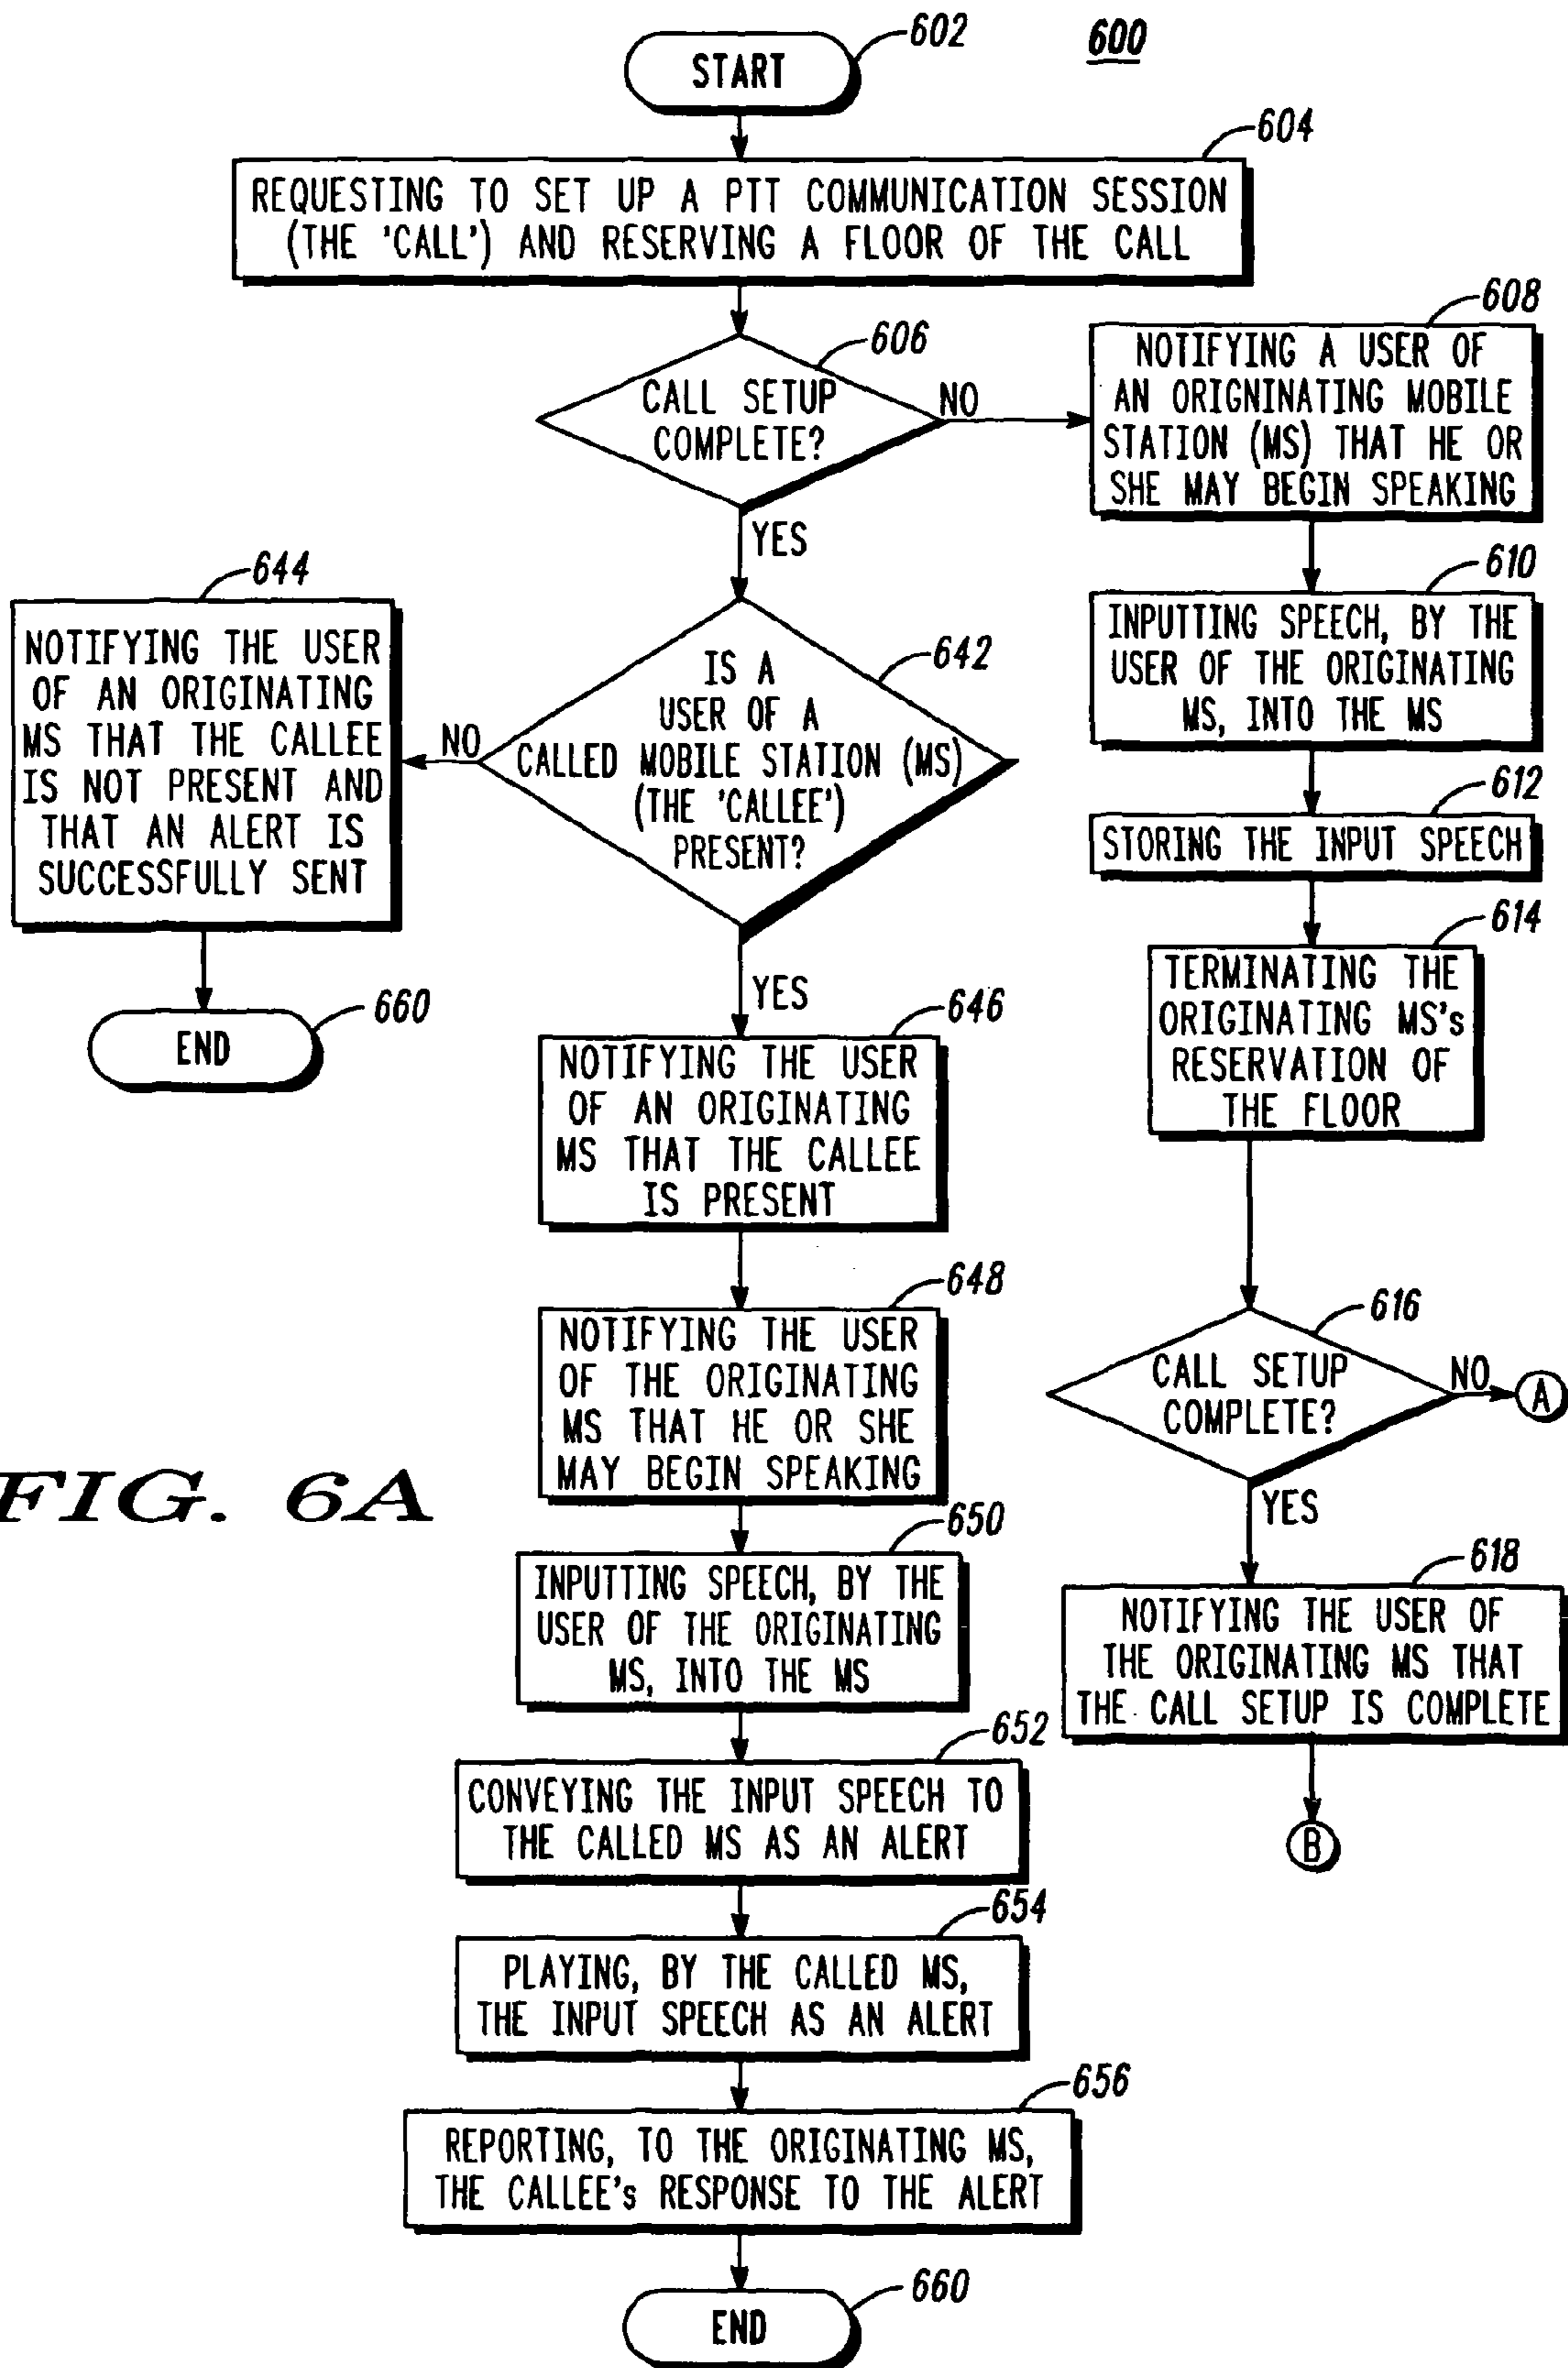 600
602
START
604
REQUESTING TO SET UP A PTT COMMUNICATION SESSION
(THE 'CALL') AND RESERVING A FLOOR OF THE CALL
606
CALL SETUP
COMPLETE?
NO
YES
608
NOTIFYING A USER OF
AN ORIGNINATING MOBILE
STATION (MS) THAT HE OR
SHE MAY BEGIN SPEAKING
610
INPUTTING SPEECH, BY THE
USER OF THE ORIGINATING
MS, INTO THE MS
612
STORING THE INPUT SPEECH
614
TERMINATING THE
ORIGINATING MS's
RESERVATION OF
THE FLOOR
616
CALL SETUP
COMPLETE?
NO
A
YES
618
NOTIFYING THE USER OF
THE ORIGINATING MS THAT
THE CALL SETUP IS COMPLETE
B
642
IS A
USER OF A
CALLED MOBILE STATION (MS)
(THE 'CALLEE')
PRESENT?
NO
YES
644
NOTIFYING THE USER
OF AN ORIGINATING
MS THAT THE CALLEE
IS NOT PRESENT AND
THAT AN ALERT IS
SUCCESSFULLY SENT
660
END
646
NOTIFYING THE USER
OF AN ORIGINATING
MS THAT THE CALLEE
IS PRESENT
648
NOTIFYING THE USER
OF THE ORIGINATING
MS THAT HE OR SHE
MAY BEGIN SPEAKING
650
INPUTTING SPEECH, BY THE
USER OF THE ORIGINATING
MS, INTO THE MS
652
CONVEYING THE INPUT SPEECH TO
THE CALLED MS AS AN ALERT
654
PLAYING, BY THE CALLED MS,
THE INPUT SPEECH AS AN ALERT
656
REPORTING, TO THE ORIGINATING MS,
THE CALLEE's RESPONSE TO THE ALERT
660
END
FIG. 6A